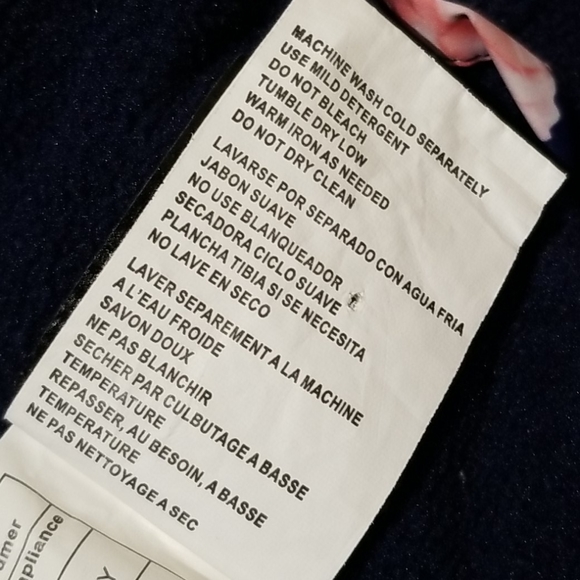 MACHINE WASH COLD SEPARATELY
USE MILD DETERGENT
DO NOT BLEACH
TUMBLE DRY LOW
WARM IRON AS NEEDED
DO NOT DRY CLEAN
LAVARSE POR SEPARADO CON AGUA FRIA
JABON SUAVE
NO USE BLANQUEADOR
SECADORA CICLO SUAVE
PLANCHA TIBIA SI SE NECESITA
NO LAVE EN SECO
LAVER SEPAREMENT A LA MACHINE
A L'EAU FROIDE
SAVON DOUX
NE PAS BLANCHIR
SECHER PAR CULBUTAGE A BASSE
TEMPERATURE
REPASSER, AU BESOIN, A BASSE
TEMPERATURE
NE PAS NETTOYAGE A SEC